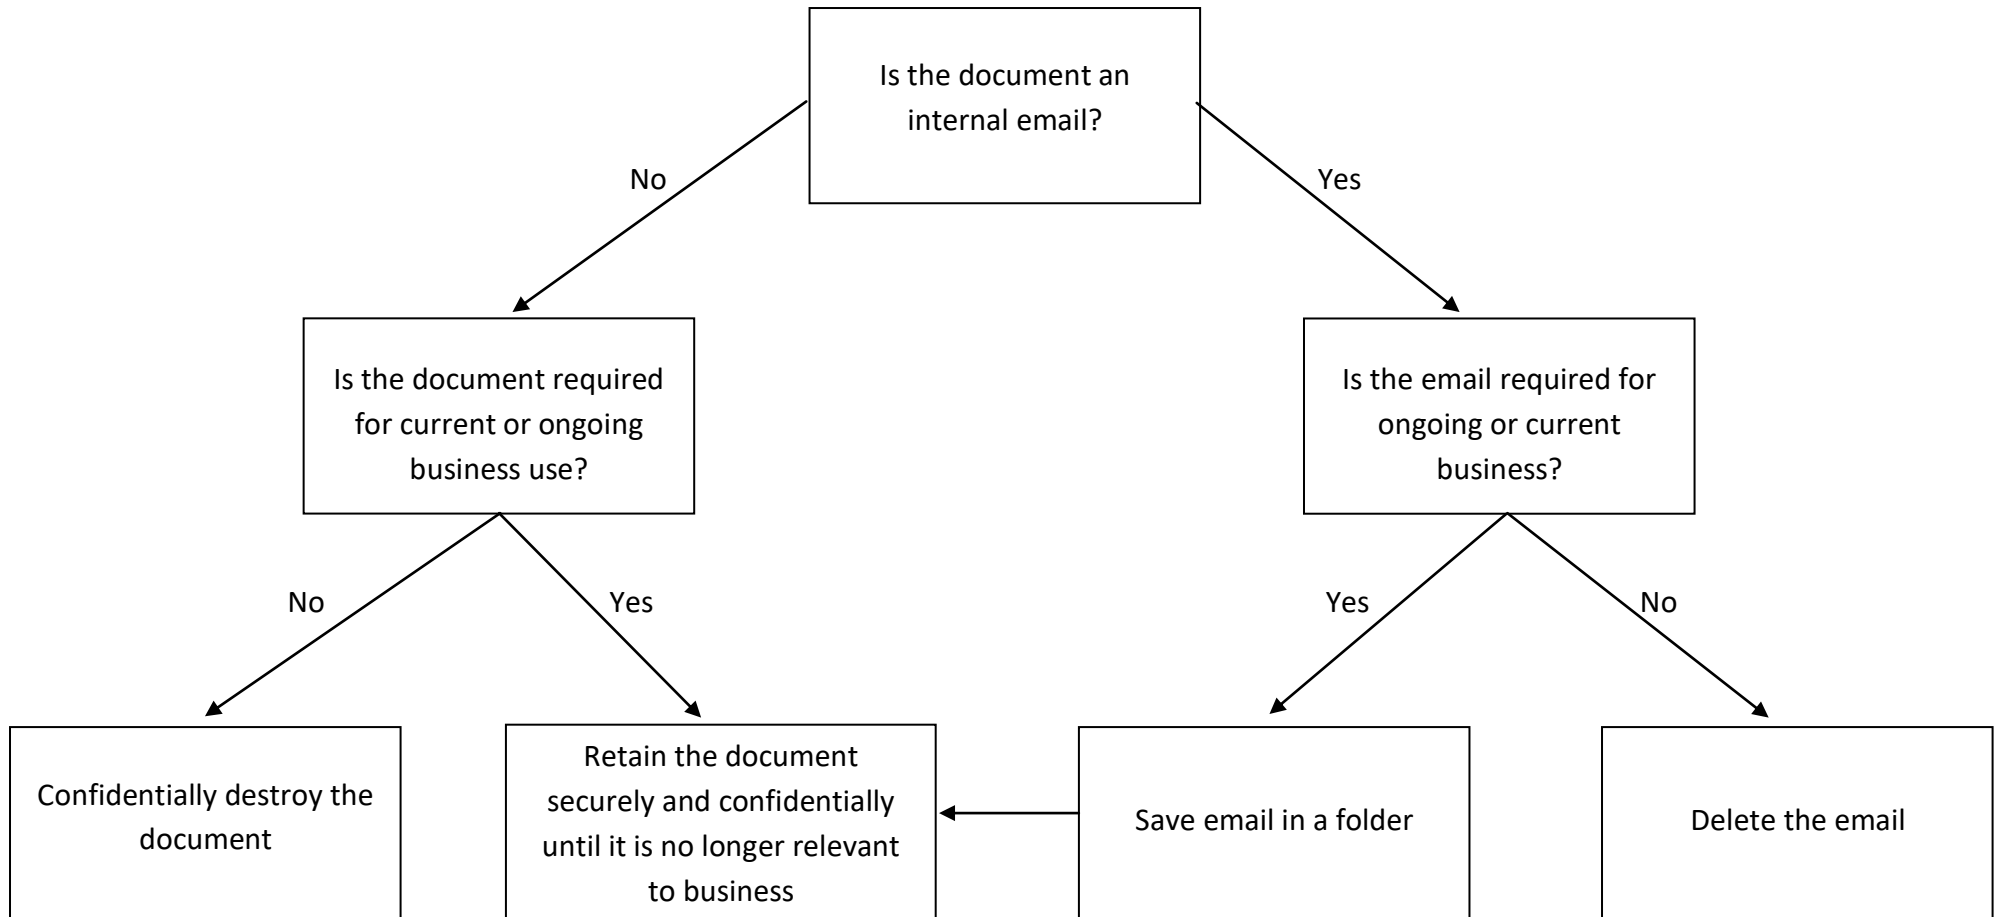 Is the document an
internal email?
No
Yes
Is the document required
for current or ongoing
business use?
Is the email required for
ongoing or current
business?
No
Yes
Yes
No
Confidentially destroy the
document
Retain the document
securely and confidentially
until it is no longer relevant
to business
Save email in a folder
Delete the email